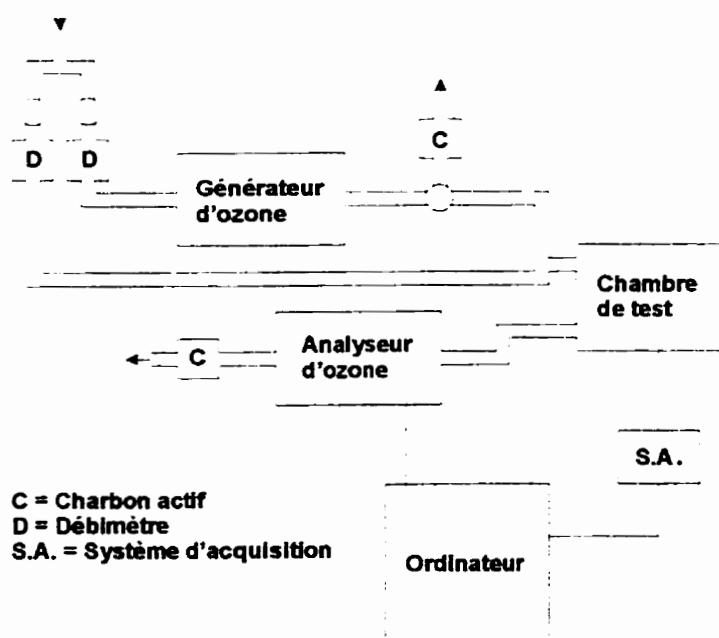 D D
C
Générateur
d'ozone
Chambre
de test
C
Analyseur
d'ozone
S.A.
C = Charbon actif
D = Débimètre
S.A. = Système d'acquisition
Ordinateur